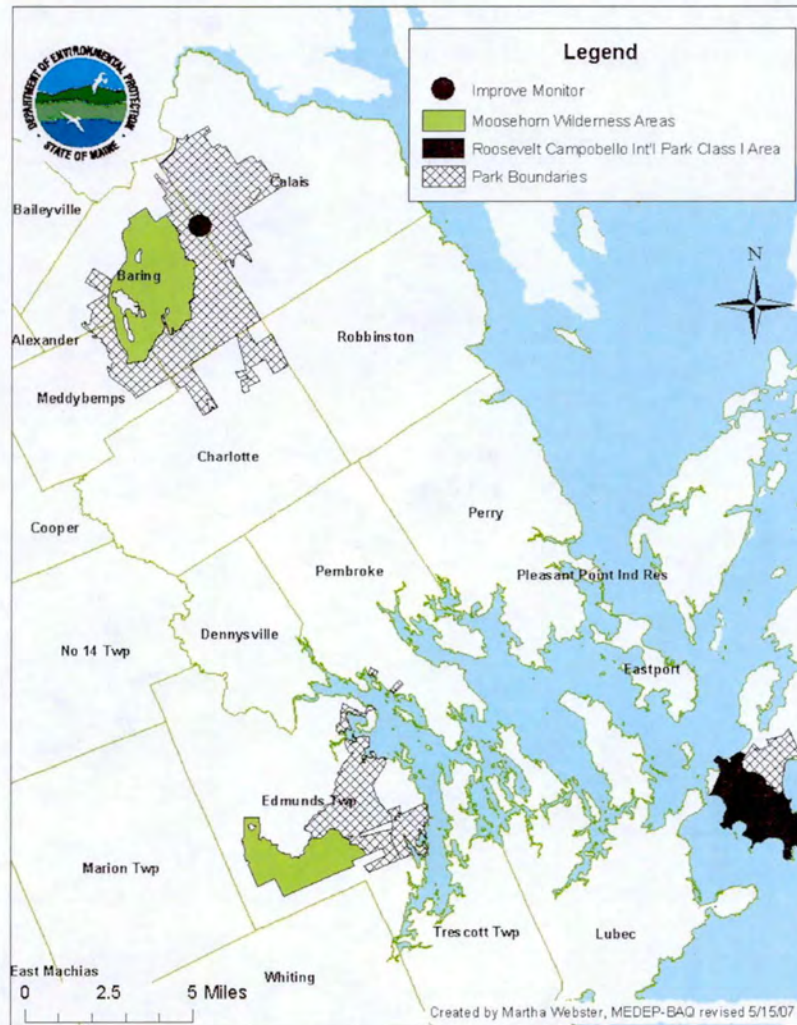 DEPARTMENT OF ENVIRONMENTAL PROTECTION
STATE OF MAINE
Legend
Improve Monitor
Moosehorn Wilderness Areas
Roosevelt Campobello Int'l Park Class I Area
Park Boundaries
N
Calais
Baileyville
Baring
Alexander
Robbinston
Meddybemps
Charlotte
Cooper
Perry
Pembroke
Pleasant Point Ind Res
Dennysville
No 14 Twp
Eastport
Edmunds Twp
Marion Twp
Trescott Twp
Lubec
East Machias
Whiting
0 2.5 5 Miles
Created by Martha Webster, MEDEP-BAQ revised 5/15/07